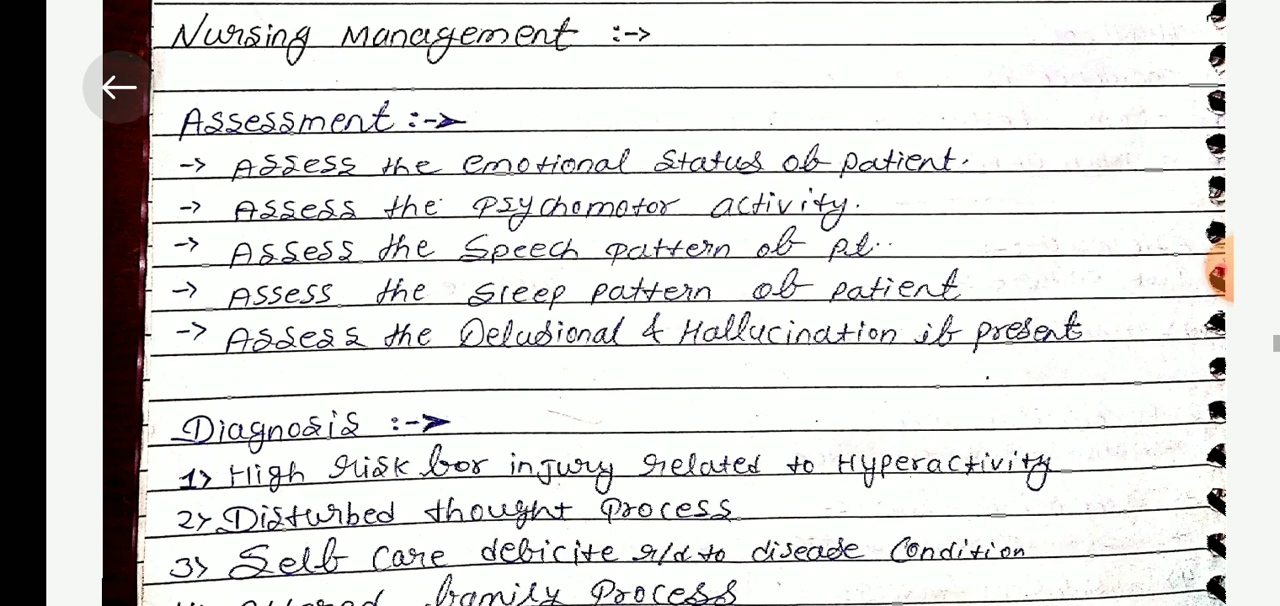 Nursing Management :->
Assessment :->
-> Assess the emotional status of patient.
-> Assess the Psychomotor activity.
-> Assess the Speech pattern of pt..
-> Assess the sleep pattern of patient
-> Assess the Delusional & Hallucination if present
Diagnosis :->
1> High risk for injury related to Hyperactivity
2> Disturbed thought Process
3> Self Care deficite r/d to disease Condition
family Process